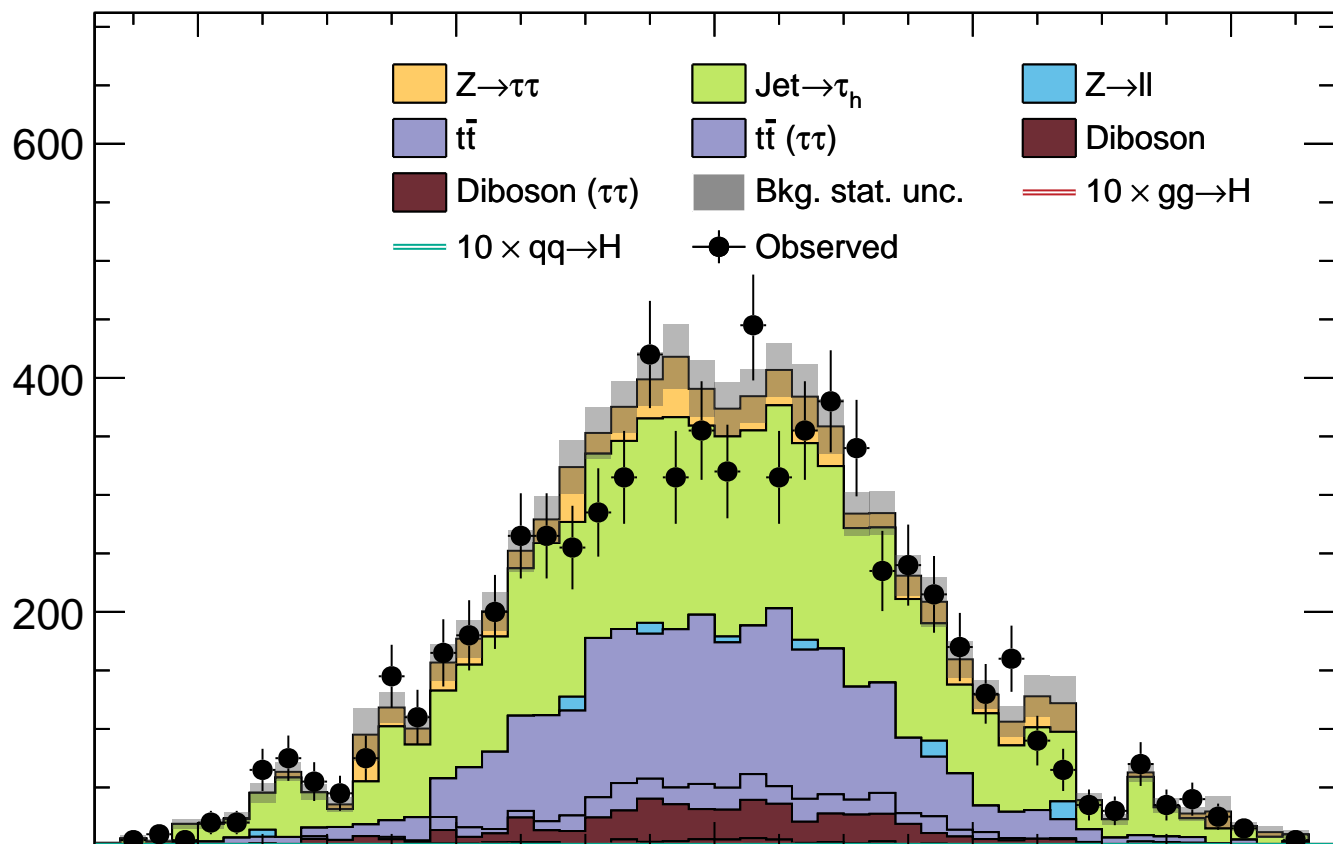 Z→ττ Jet→τₕ Z→ll
tt̄ tt̄ (ττ) Diboson
Diboson (ττ) Bkg. stat. unc. 10 × gg→H
10 × qq→H Observed
600
400
200